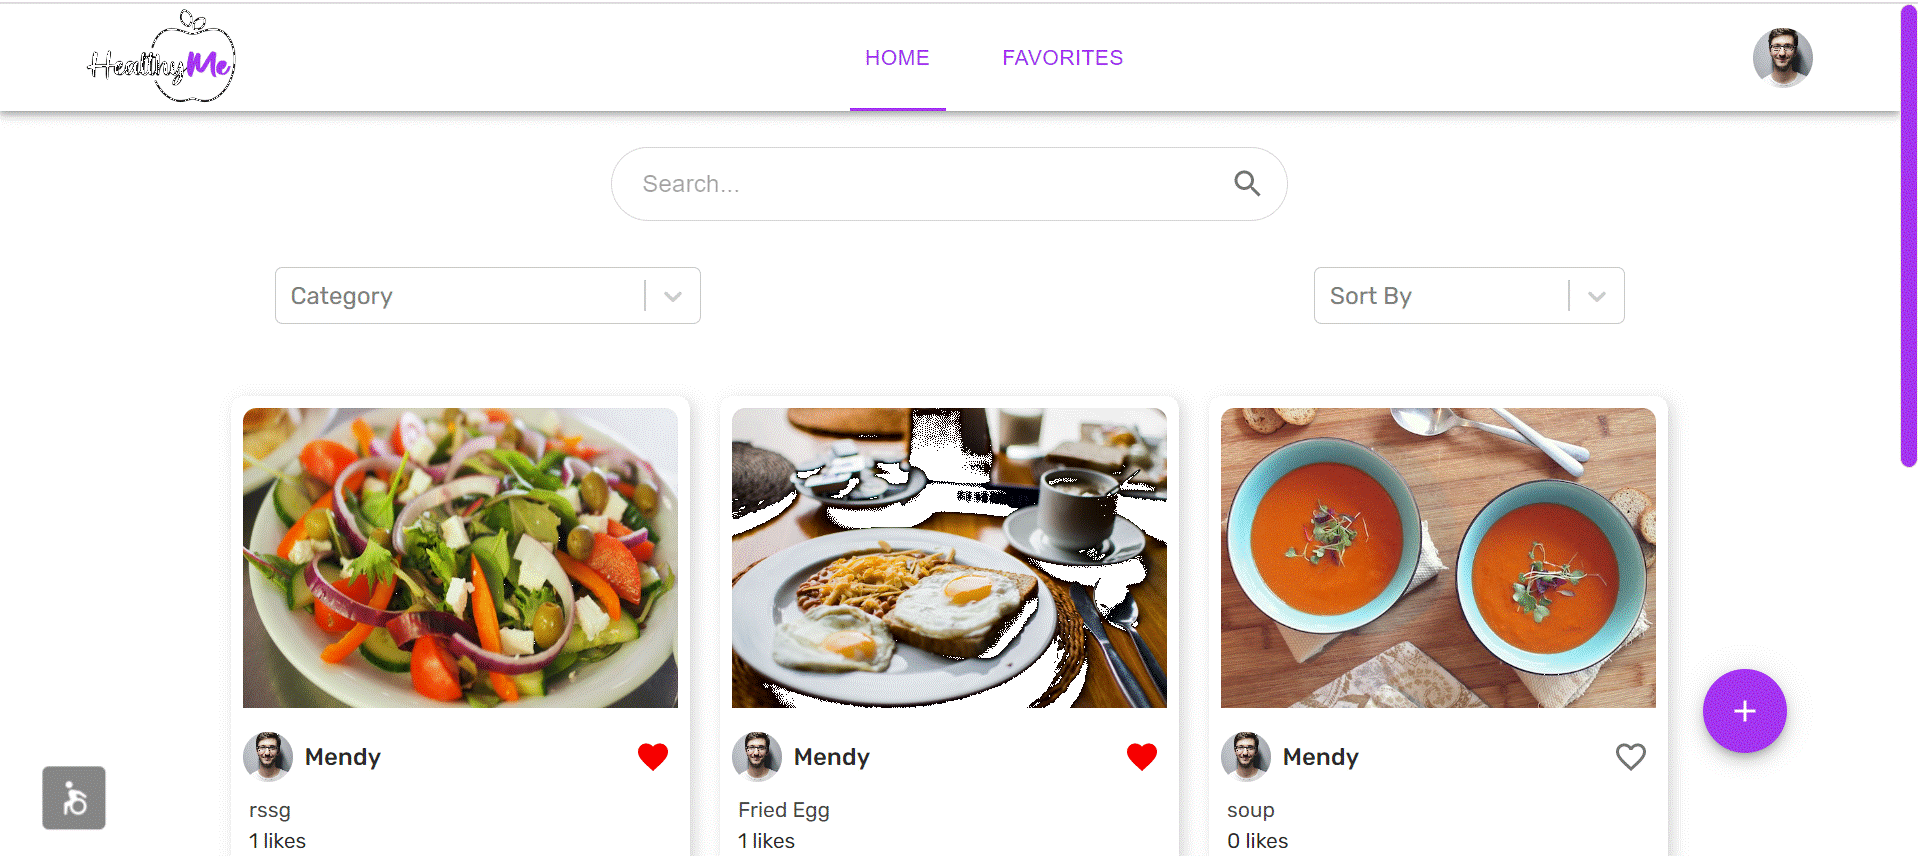 HealthyMe
HOME
FAVORITES
Search...
Category
Sort By
Mendy
rssg
1 likes
Mendy
Fried Egg
1 likes
Mendy
soup
0 likes